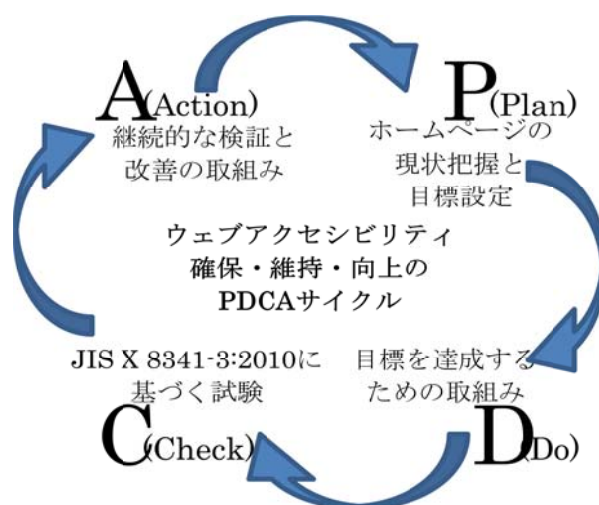 A(Action)
継続的な検証と
改善の取組み
P(Plan)
ホームページの
現状把握と
目標設定
ウェブアクセシビリティ
確保・維持・向上の
PDCAサイクル
JIS X 8341-3:2010に
基づく試験
C(Check)
目標を達成する
ための取組み
D(Do)